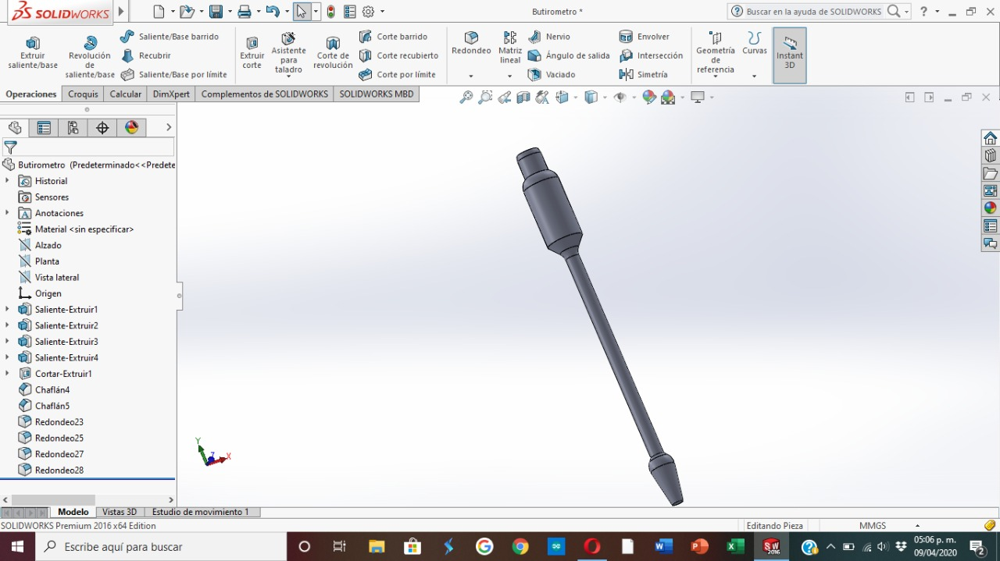 SOLIDWORKS
Butirometro *
Buscar en la ayuda de SOLIDWORKS
Extruir saliente/base
Revolución de saliente/base
Saliente/Base barrido
Recubrir
Saliente/Base por límite
Extruir corte
Asistente para taladro
Corte de revolución
Corte barrido
Corte recubierto
Corte por límite
Redondeo
Matriz lineal
Nervio
Ángulo de salida
Vaciado
Envolver
Intersección
Simetría
Geometría de referencia
Curvas
Instant 3D
Operaciones
Croquis
Calcular
DimXpert
Complementos de SOLIDWORKS
SOLIDWORKS MBD
Butirometro (Predeterminado<<Predete
Historial
Sensores
Anotaciones
Material <sin especificar>
Alzado
Planta
Vista lateral
Origen
Saliente-Extruir1
Saliente-Extruir2
Saliente-Extruir3
Saliente-Extruir4
Cortar-Extruir1
Chaflán4
Chaflán5
Redondeo23
Redondeo25
Redondeo27
Redondeo28
Y
Z
X
Modelo
Vistas 3D
Estudio de movimiento 1
SOLIDWORKS Premium 2016 x64 Edition
Editando Pieza
MMGS
Escribe aquí para buscar
05:06 p. m.
09/04/2020
2